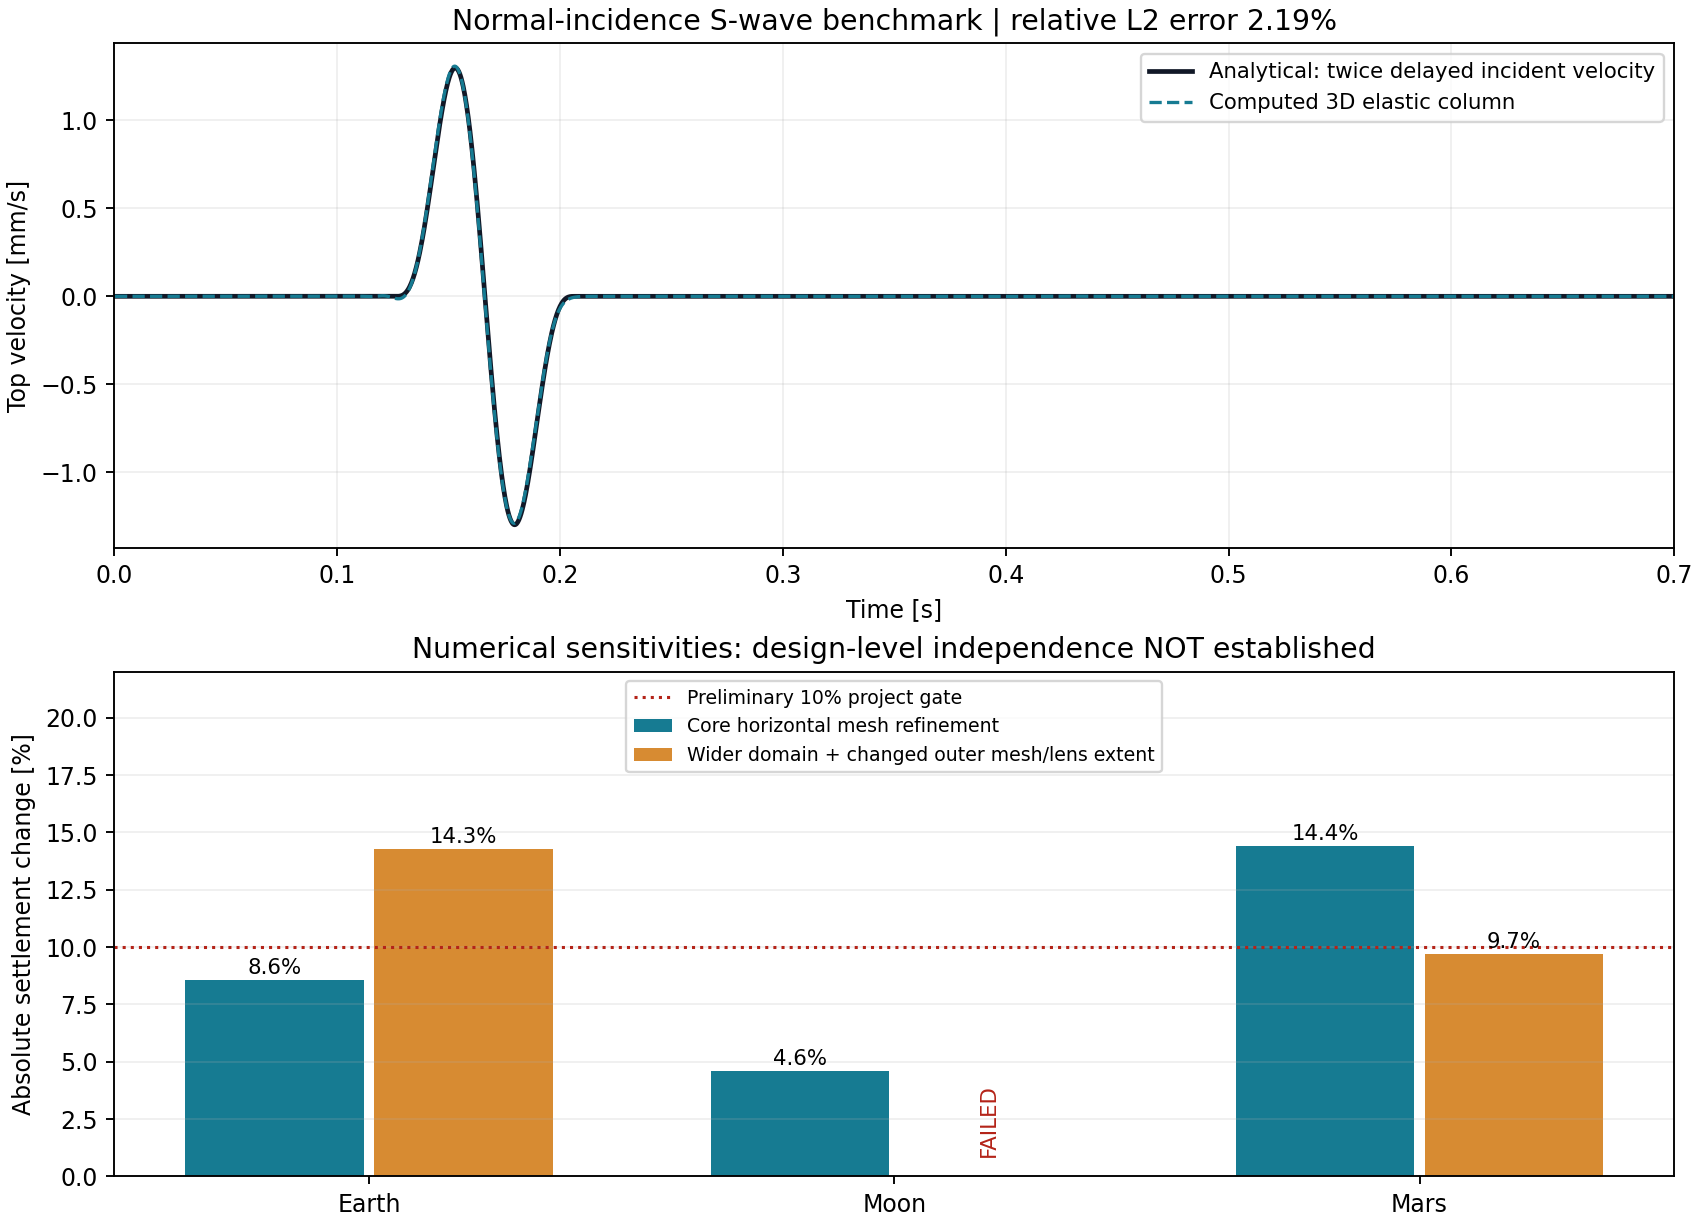 Normal-incidence S-wave benchmark | relative L2 error 2.19%
Analytical: twice delayed incident velocity
Computed 3D elastic column
Top velocity [mm/s]
1.0
0.5
0.0
−0.5
−1.0
0.0 0.1 0.2 0.3 0.4 0.5 0.6 0.7
Time [s]
Numerical sensitivities: design-level independence NOT established
Preliminary 10% project gate
Core horizontal mesh refinement
Wider domain + changed outer mesh/lens extent
Absolute settlement change [%]
20.0
17.5
15.0
12.5
10.0
7.5
5.0
2.5
0.0
8.6%
14.3%
4.6%
FAILED
14.4%
9.7%
Earth Moon Mars